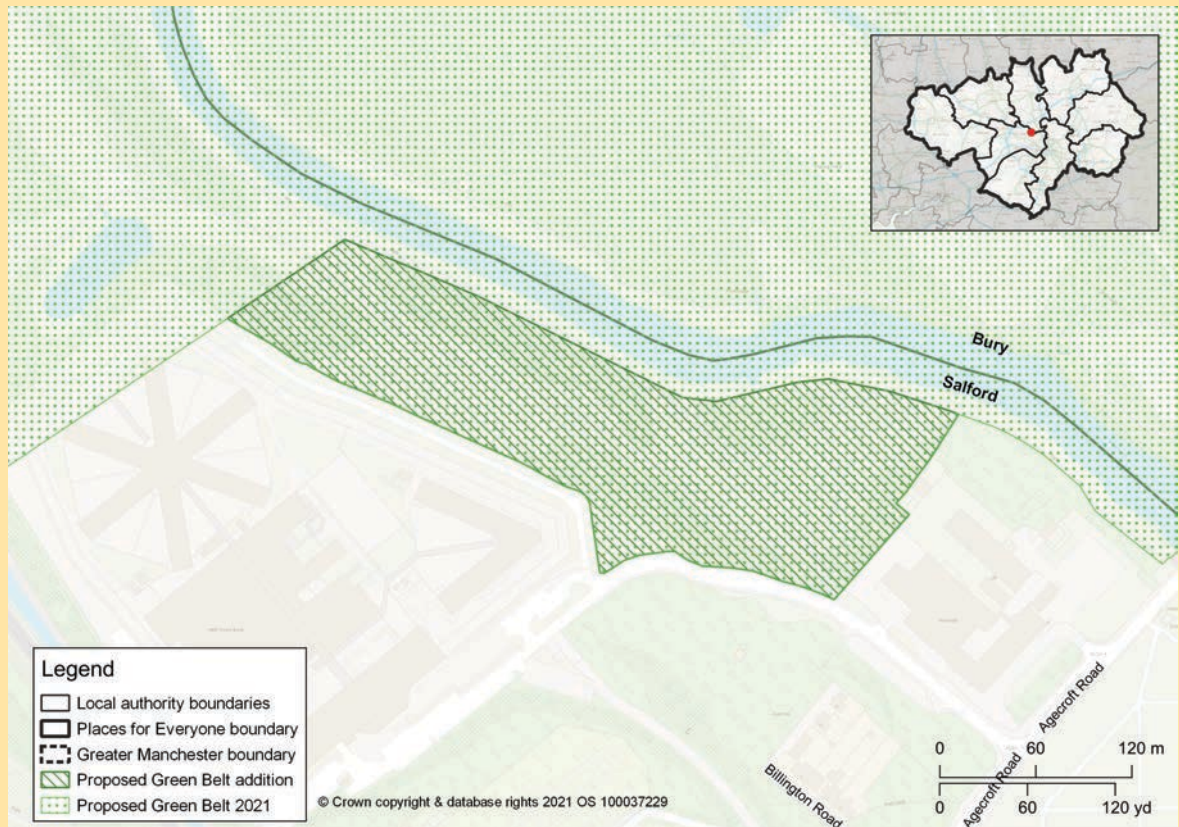 Bury
Salford
Agecroft Road
Agecroft Road
Billington Road
Legend
Local authority boundaries
Places for Everyone boundary
Greater Manchester boundary
Proposed Green Belt addition
Proposed Green Belt 2021
© Crown copyright & database rights 2021 OS 100037229
0 60 120 m
0 60 120 yd